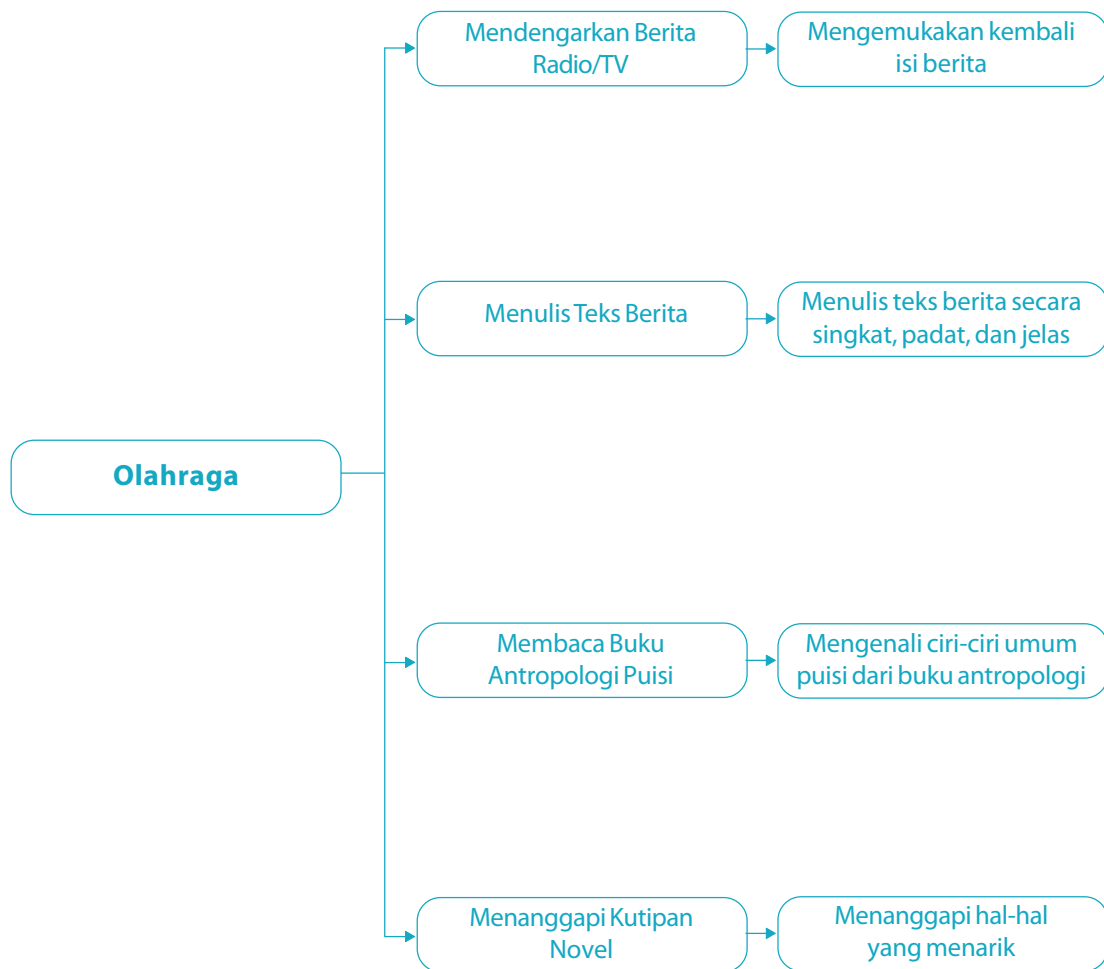 Mendengarkan Berita
Radio/TV
Mengemukakan kembali
isi berita
Menulis Teks Berita
Menulis teks berita secara
singkat, padat, dan jelas
Olahraga
Membaca Buku
Antropologi Puisi
Mengenali ciri-ciri umum
puisi dari buku antropologi
Menanggapi Kutipan
Novel
Menanggapi hal-hal
yang menarik